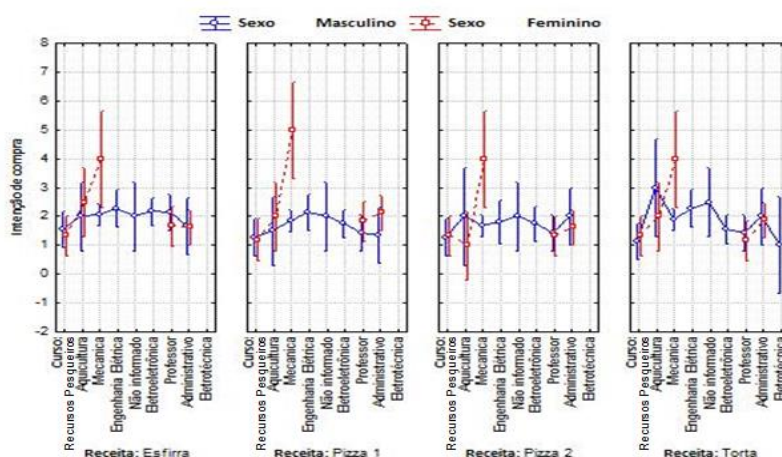 Sexo Masculino Sexo Feminino
Intenção de compra
8
7
6
5
4
3
2
1
0
-1
-2
Curso:
Recursos Pesqueiros
Aquicultura
Mecanica
Engenharia Elétrica
Não informado
Eletroeletrônica
Professor
Administrativo
Eletrotécnica
Receita: Esfirra
Curso:
Recursos Pesqueiros
Aquicultura
Mecanica
Engenharia Elétrica
Não informado
Eletroeletrônica
Professor
Administrativo
Eletrotécnica
Receita: Pizza 1
Curso:
Recursos Pesqueiros
Aquicultura
Mecanica
Engenharia Elétrica
Não informado
Eletroeletrônica
Professor
Administrativo
Eletrotécnica
Receita: Pizza 2
Curso:
Recursos Pesqueiros
Aquicultura
Mecanica
Engenharia Elétrica
Não informado
Eletroeletrônica
Professor
Administrativo
Eletrotécnica
Receita: Torta